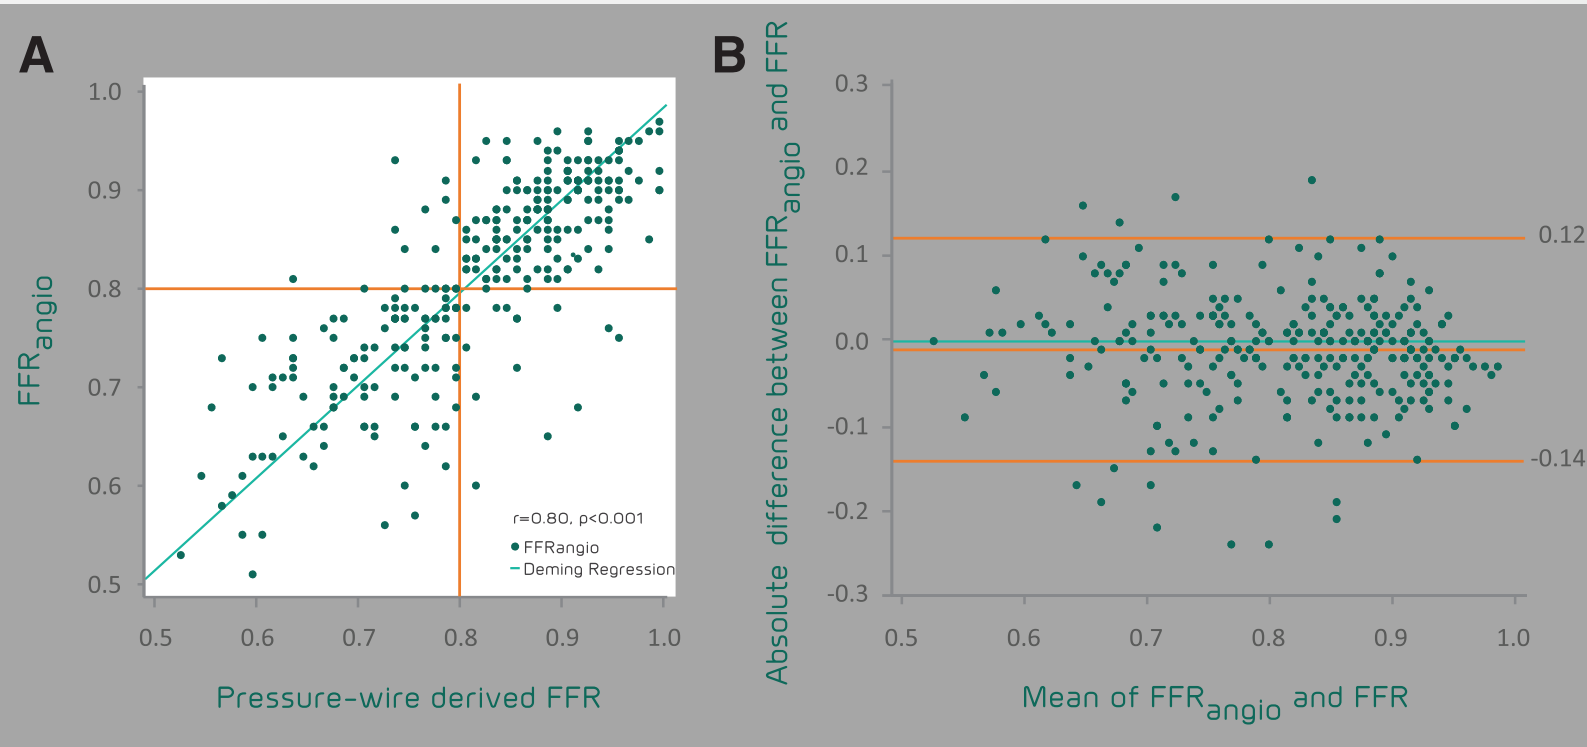 A
FFRangio
1.0
0.9
0.8
0.7
0.6
0.5
r=0.80, p<0.001
FFRangio
Deming Regression
0.5 0.6 0.7 0.8 0.9 1.0
Pressure-wire derived FFR
B
Absolute difference between FFRangio and FFR
0.3
0.2
0.1
0.0
-0.1
-0.2
-0.3
0.12
-0.14
0.5 0.6 0.7 0.8 0.9 1.0
Mean of FFRangio and FFR